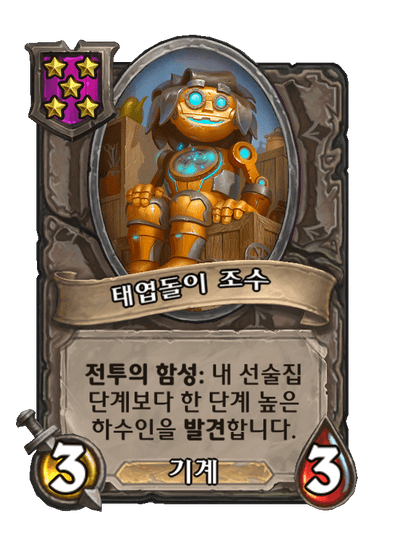 태엽돌이 조수
전투의 함성: 내 선술집
단계보다 한 단계 높은
하수인을 발견합니다.
3
기계
3